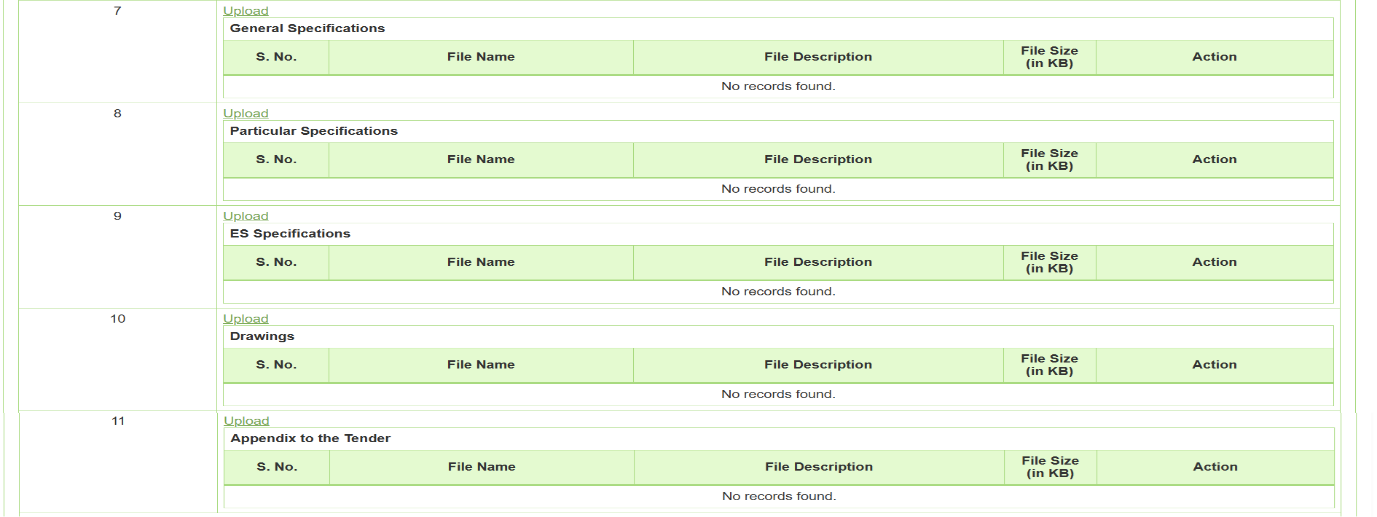 7
Upload
General Specifications
S. No. File Name File Description File Size (in KB) Action
No records found.
8
Upload
Particular Specifications
S. No. File Name File Description File Size (in KB) Action
No records found.
9
Upload
ES Specifications
S. No. File Name File Description File Size (in KB) Action
No records found.
10
Upload
Drawings
S. No. File Name File Description File Size (in KB) Action
No records found.
11
Upload
Appendix to the Tender
S. No. File Name File Description File Size (in KB) Action
No records found.